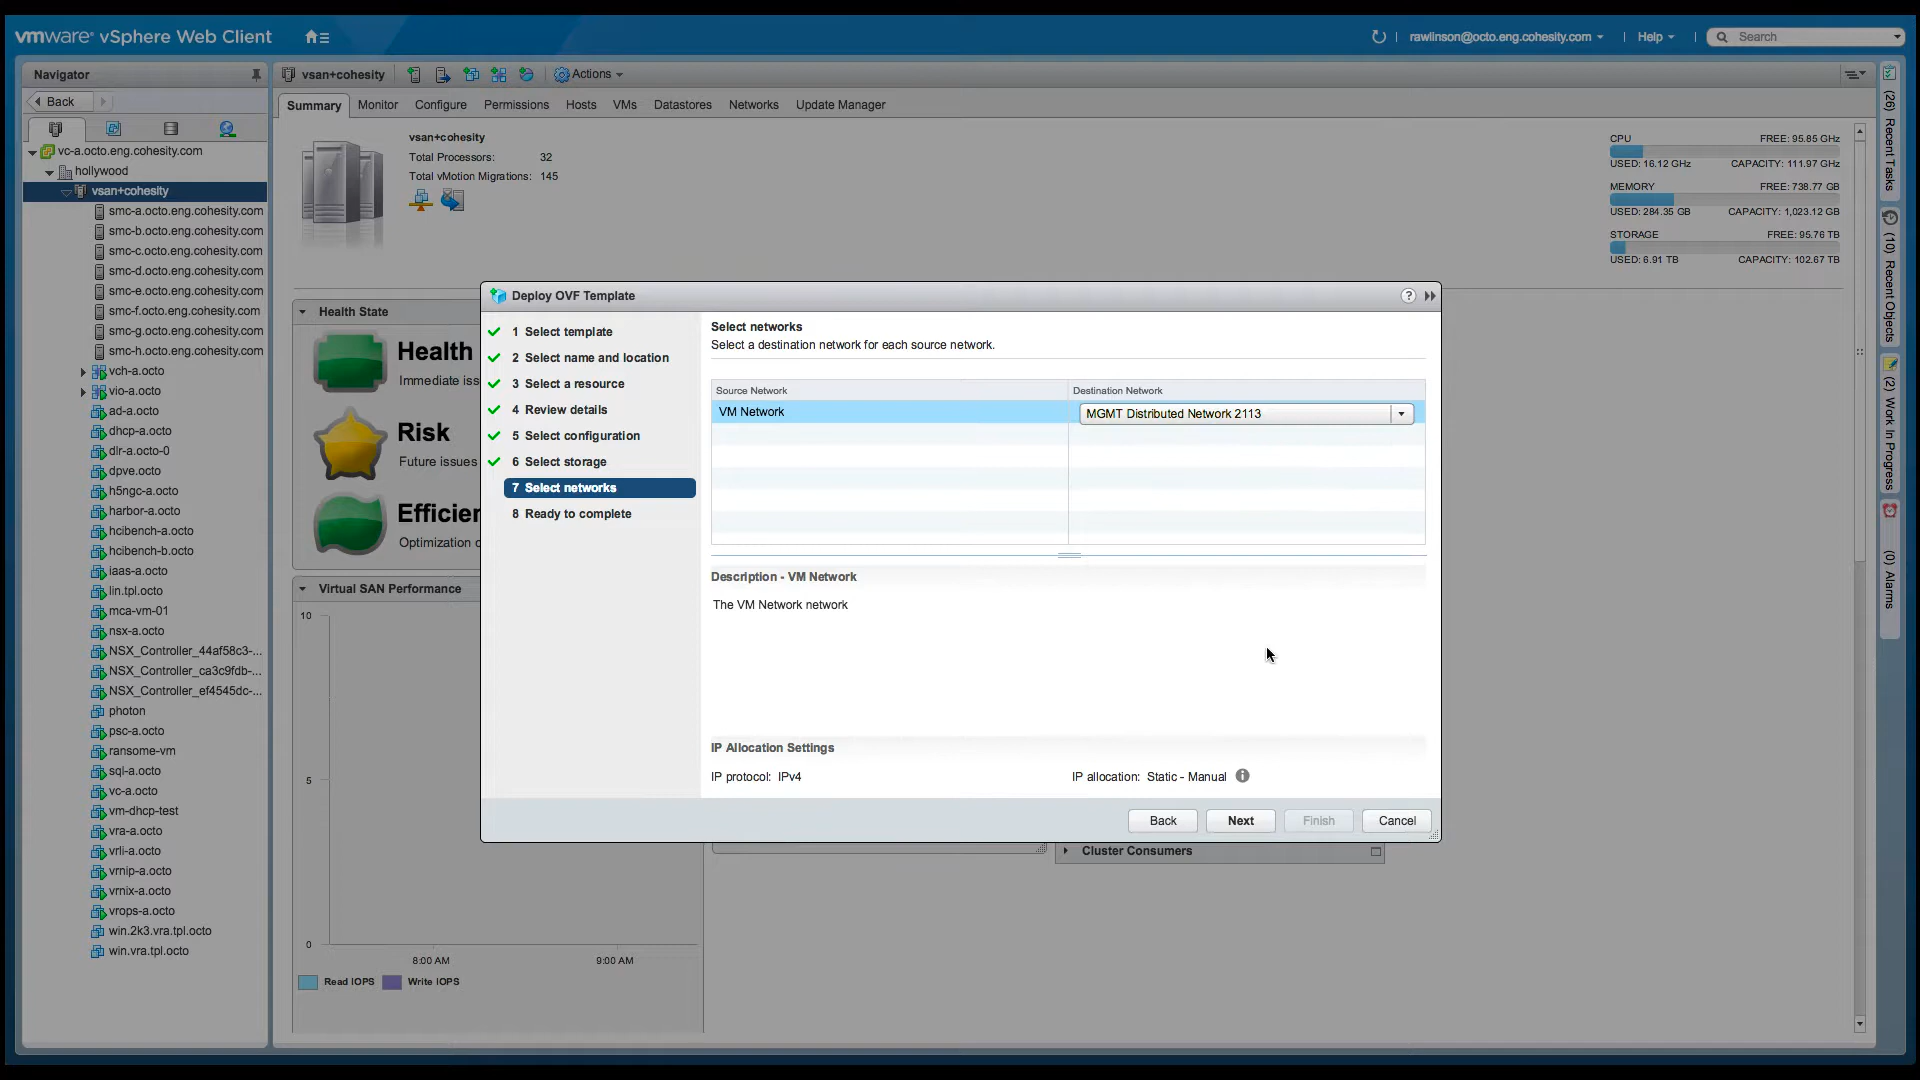 vmware® vSphere Web Client
rawlinson@octo.eng.cohesity.com
Help
Search
Navigator
Back
vc-a.octo.eng.cohesity.com
hollywood
vsan+cohesity
smc-a.octo.eng.cohesity.com
smc-b.octo.eng.cohesity.com
smc-c.octo.eng.cohesity.com
smc-d.octo.eng.cohesity.com
smc-e.octo.eng.cohesity.com
smc-f.octo.eng.cohesity.com
smc-g.octo.eng.cohesity.com
smc-h.octo.eng.cohesity.com
vch-a.octo
vio-a.octo
ad-a.octo
dhcp-a.octo
dlr-a.octo-0
dpve.octo
h5ngc-a.octo
harbor-a.octo
hcibench-a.octo
hcibench-b.octo
iaas-a.octo
lin.tpl.octo
mca-vm-01
nsx-a.octo
NSX_Controller_44af58c3-...
NSX_Controller_ca3c9fdb-...
NSX_Controller_ef4545dc-...
photon
psc-a.octo
ransome-vm
sql-a.octo
vc-a.octo
vm-dhcp-test
vra-a.octo
vrli-a.octo
vrnip-a.octo
vrnix-a.octo
vrops-a.octo
win.2k3.vra.tpl.octo
win.vra.tpl.octo
vsan+cohesity
Actions
Summary Monitor Configure Permissions Hosts VMs Datastores Networks Update Manager
vsan+cohesity
Total Processors: 32
Total vMotion Migrations: 145
CPU FREE: 95.85 GHz
USED: 16.12 GHz CAPACITY: 111.97 GHz
MEMORY FREE: 738.77 GB
USED: 284.35 GB CAPACITY: 1,023.12 GB
STORAGE FREE: 95.76 TB
USED: 6.91 TB CAPACITY: 102.67 TB
Health State
Health
Immediate iss
Risk
Future issues
Efficier
Optimization o
Virtual SAN Performance
10
5
0
8:00 AM 9:00 AM
Read IOPS Write IOPS
Deploy OVF Template
?
1 Select template
2 Select name and location
3 Select a resource
4 Review details
5 Select configuration
6 Select storage
7 Select networks
8 Ready to complete
Select networks
Select a destination network for each source network.
Source Network Destination Network
VM Network MGMT Distributed Network 2113
Description - VM Network
The VM Network network
IP Allocation Settings
IP protocol: IPv4 IP allocation: Static - Manual
Back Next Finish Cancel
Cluster Consumers
(26) Recent Tasks
(10) Recent Objects
(2) Work In Progress
(0) Alarms